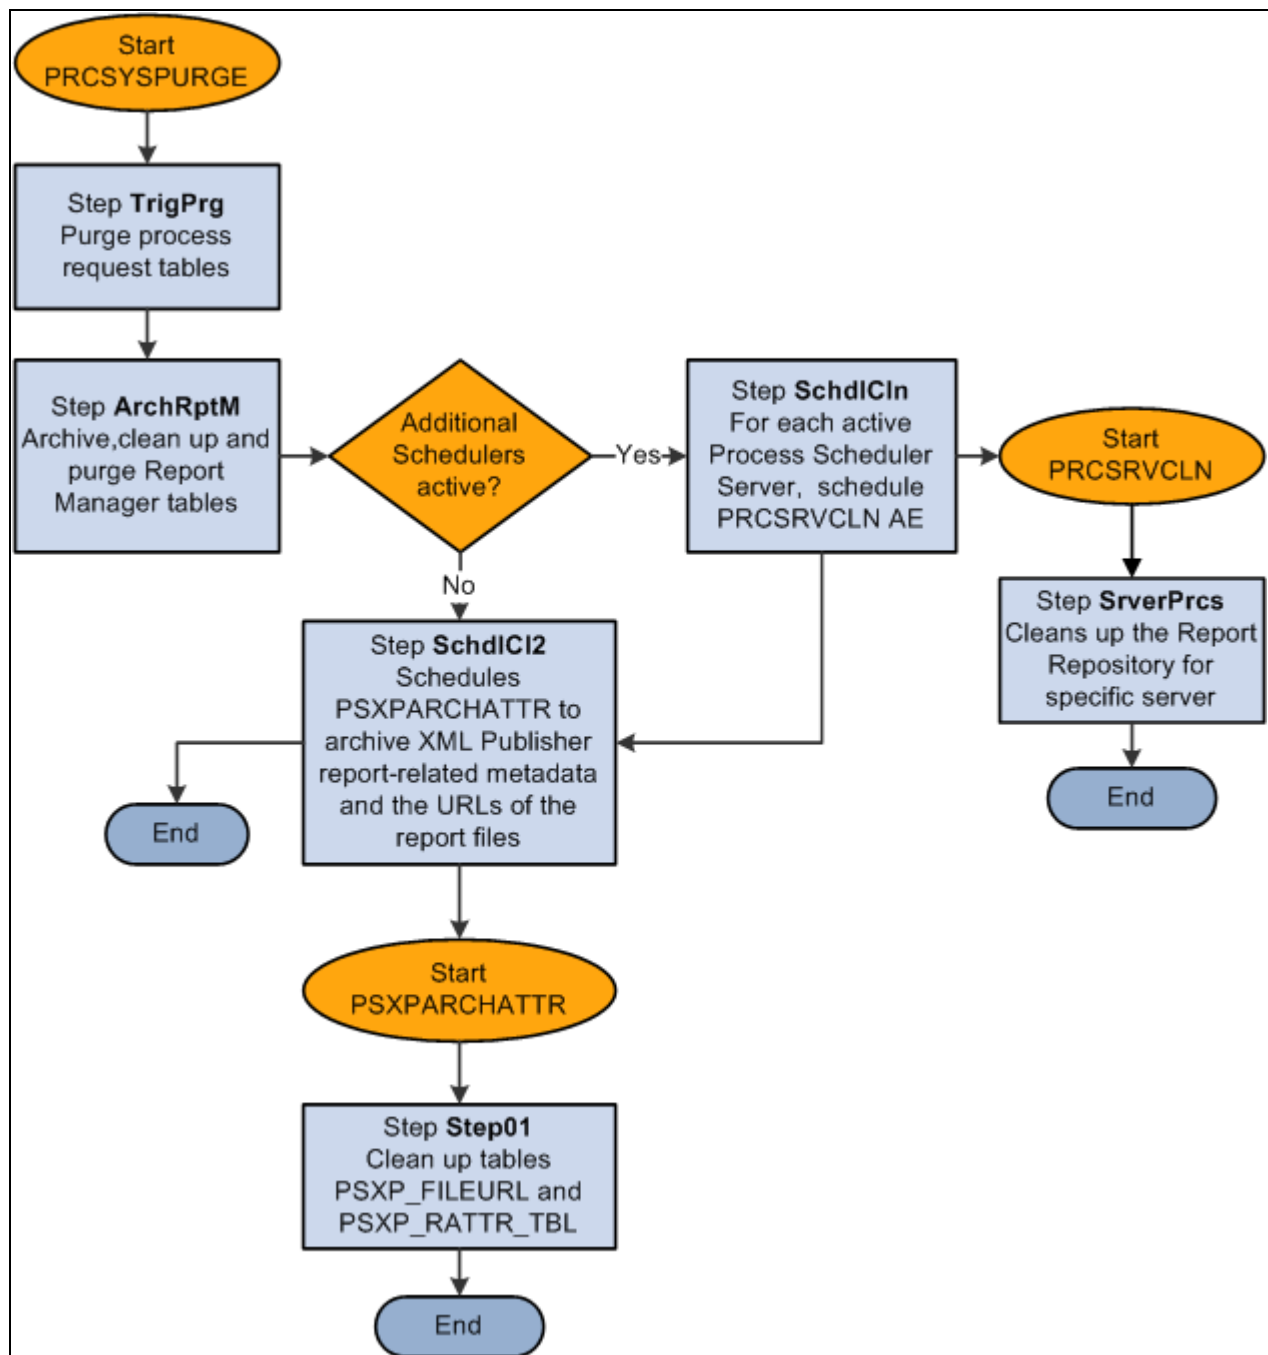 Start
PRCSYSPURGE
Step TrigPrg
Purge process
request tables
Step ArchRptM
Archive,clean up and
purge Report
Manager tables
Additional
Schedulers
active?
Yes
No
Step SchdlCln
For each active
Process Scheduler
Server, schedule
PRCSRVCLN AE
Start
PRCSRVCLN
Step SrverPrcs
Cleans up the Report
Repository for
specific server
End
Step SchdlCl2
Schedules
PSXPARCHATTR to
archive XML Publisher
report-related metadata
and the URLs of the
report files
End
Start
PSXPARCHATTR
Step Step01
Clean up tables
PSXP_FILEURL and
PSXP_RATTR_TBL
End